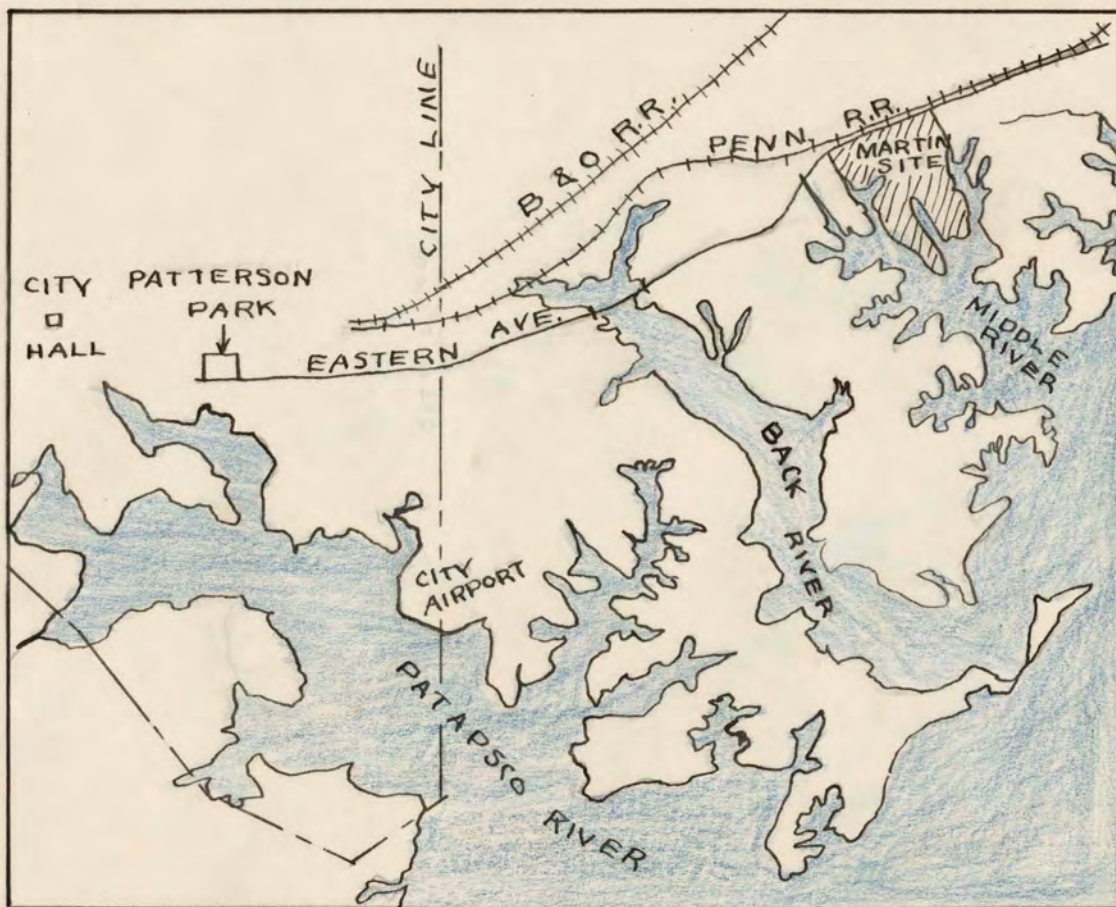 CITY LINE
B & O R.R.
PENN. R.R.
MARTIN
SITE
CITY
HALL
PATTERSON
PARK
EASTERN AVE.
MIDDLE
RIVER
BACK RIVER
CITY
AIRPORT
PATAPSCO RIVER